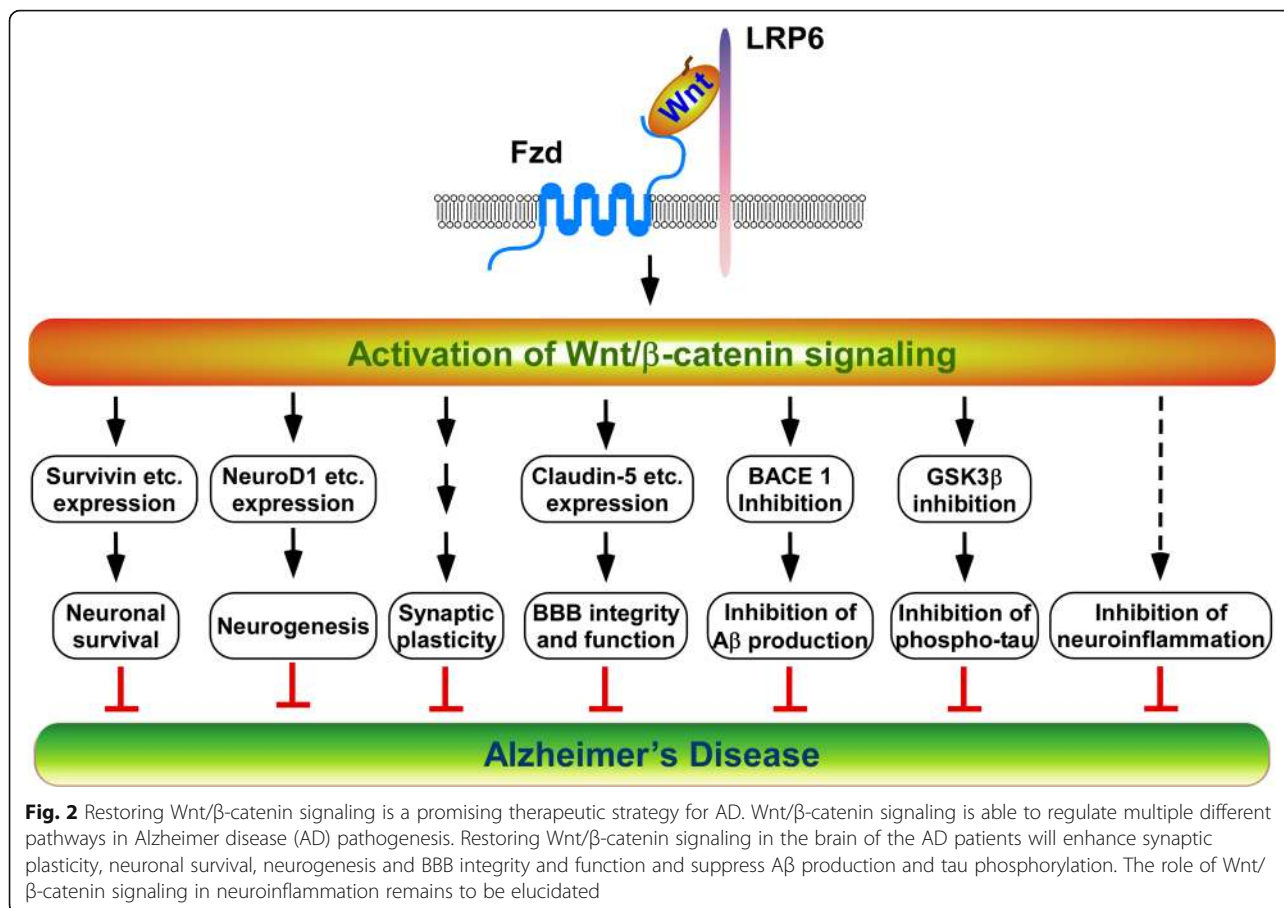 LRP6
Wnt
Fzd
Activation of Wnt/β-catenin signaling
Survivin etc.
expression
NeuroD1 etc.
expression
Claudin-5 etc.
expression
BACE 1
Inhibition
GSK3β
inhibition
Neuronal
survival
Neurogenesis
Synaptic
plasticity
BBB integrity
and function
Inhibition of
Aβ production
Inhibition of
phospho-tau
Inhibition of
neuroinflammation
Alzheimer's Disease
Fig. 2 Restoring Wnt/β-catenin signaling is a promising therapeutic strategy for AD. Wnt/β-catenin signaling is able to regulate multiple different
pathways in Alzheimer disease (AD) pathogenesis. Restoring Wnt/β-catenin signaling in the brain of the AD patients will enhance synaptic
plasticity, neuronal survival, neurogenesis and BBB integrity and function and suppress Aβ production and tau phosphorylation. The role of Wnt/
β-catenin signaling in neuroinflammation remains to be elucidated